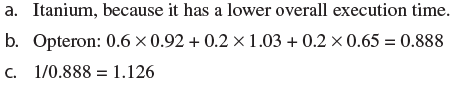 a. Itanium, because it has a lower overall execution time.
b. Opteron: 0.6 × 0.92 + 0.2 × 1.03 + 0.2 × 0.65 = 0.888
c. 1/0.888 = 1.126